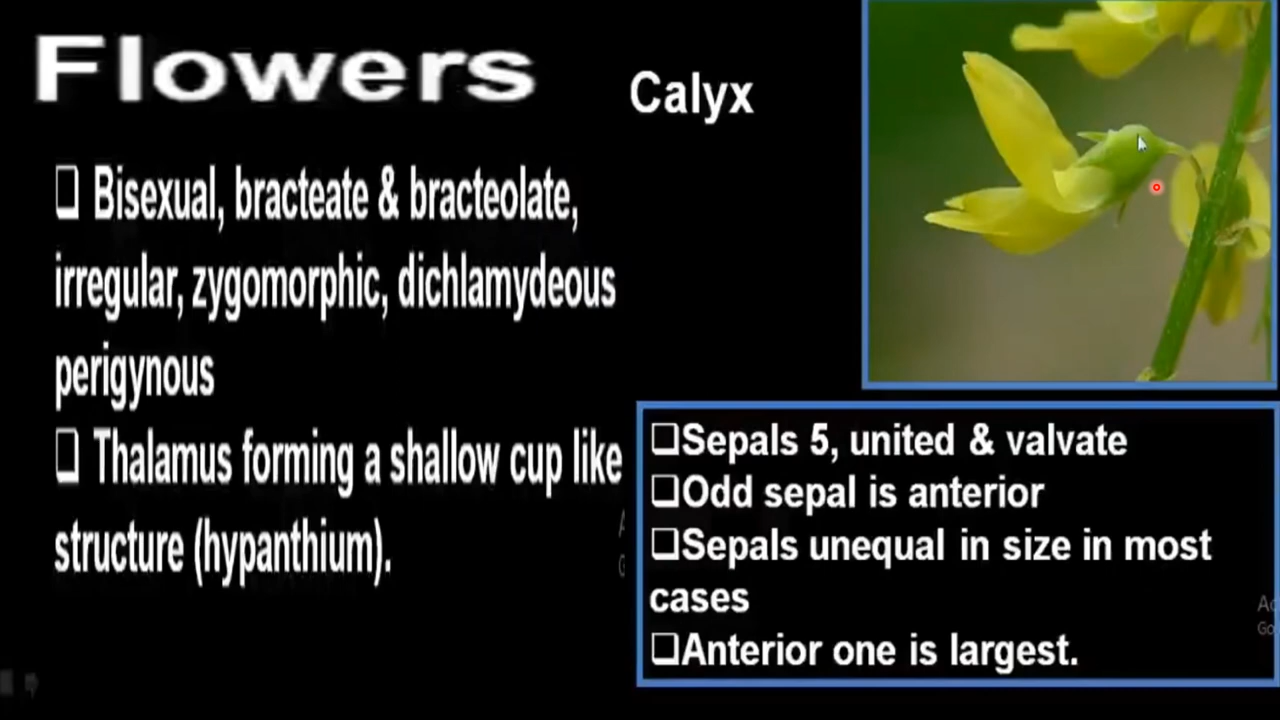 Flowers
❑ Bisexual, bracteate & bracteolate,
irregular, zygomorphic, dichlamydeous
perigynous
❑ Thalamus forming a shallow cup like
structure (hypanthium).
Calyx
❑Sepals 5, united & valvate
❑Odd sepal is anterior
❑Sepals unequal in size in most
cases
❑Anterior one is largest.